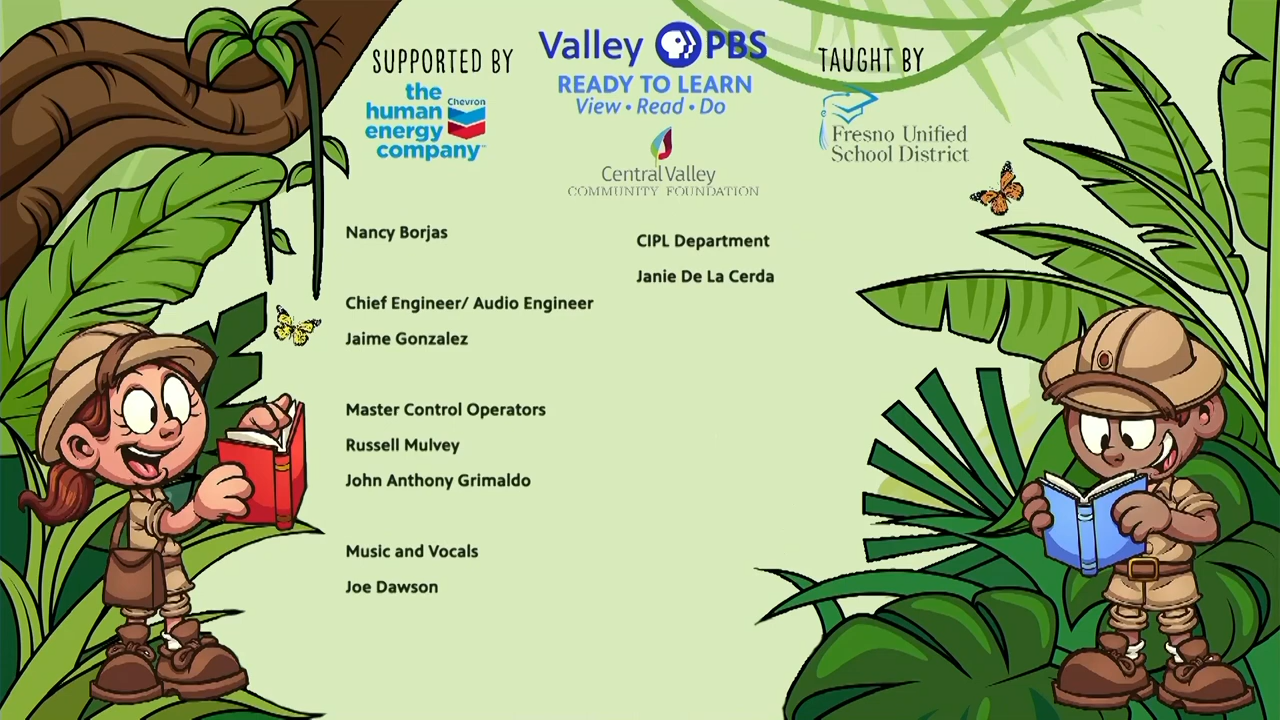 SUPPORTED BY
the
human
energy
company™
Chevron
Valley PBS
READY TO LEARN
View • Read • Do
Central Valley
COMMUNITY FOUNDATION
TAUGHT BY
Fresno Unified
School District
Nancy Borjas
Chief Engineer/ Audio Engineer
Jaime Gonzalez
Master Control Operators
Russell Mulvey
John Anthony Grimaldo
Music and Vocals
Joe Dawson
CIPL Department
Janie De La Cerda